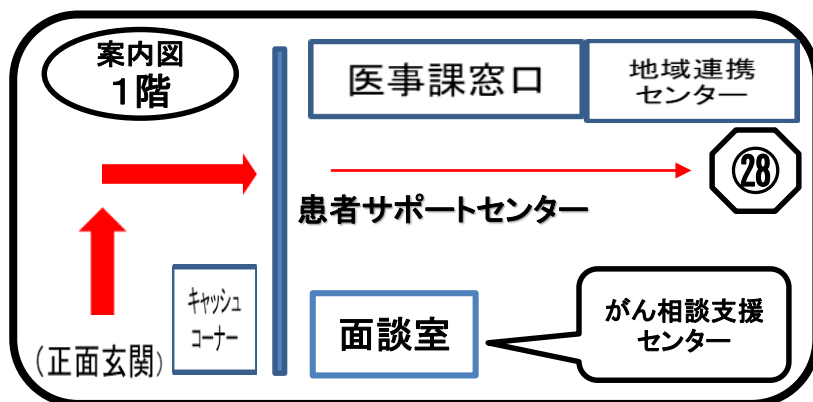 案内図
1階
医事課窓口
地域連携
センター
㉘
患者サポートセンター
キャッシュ
コーナー
(正面玄関)
面談室
がん相談支援
センター